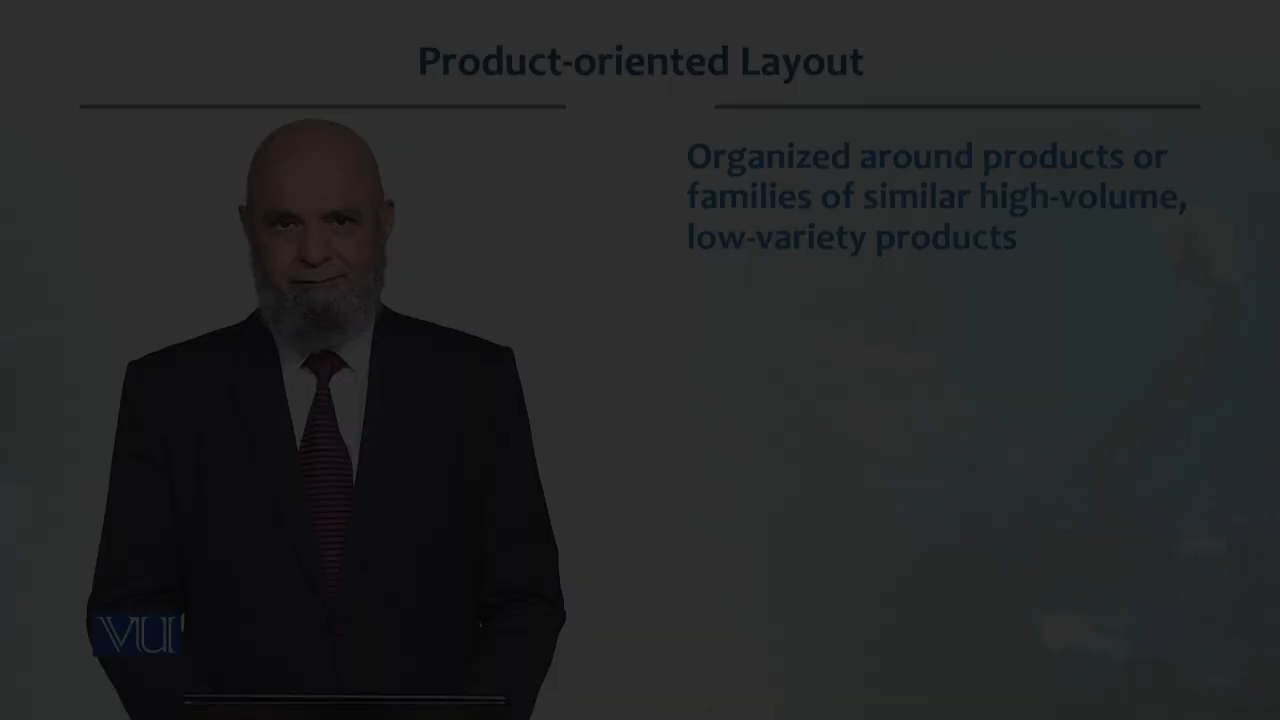 Product-oriented Layout
Organized around products or
families of similar high-volume,
low-variety products
VU